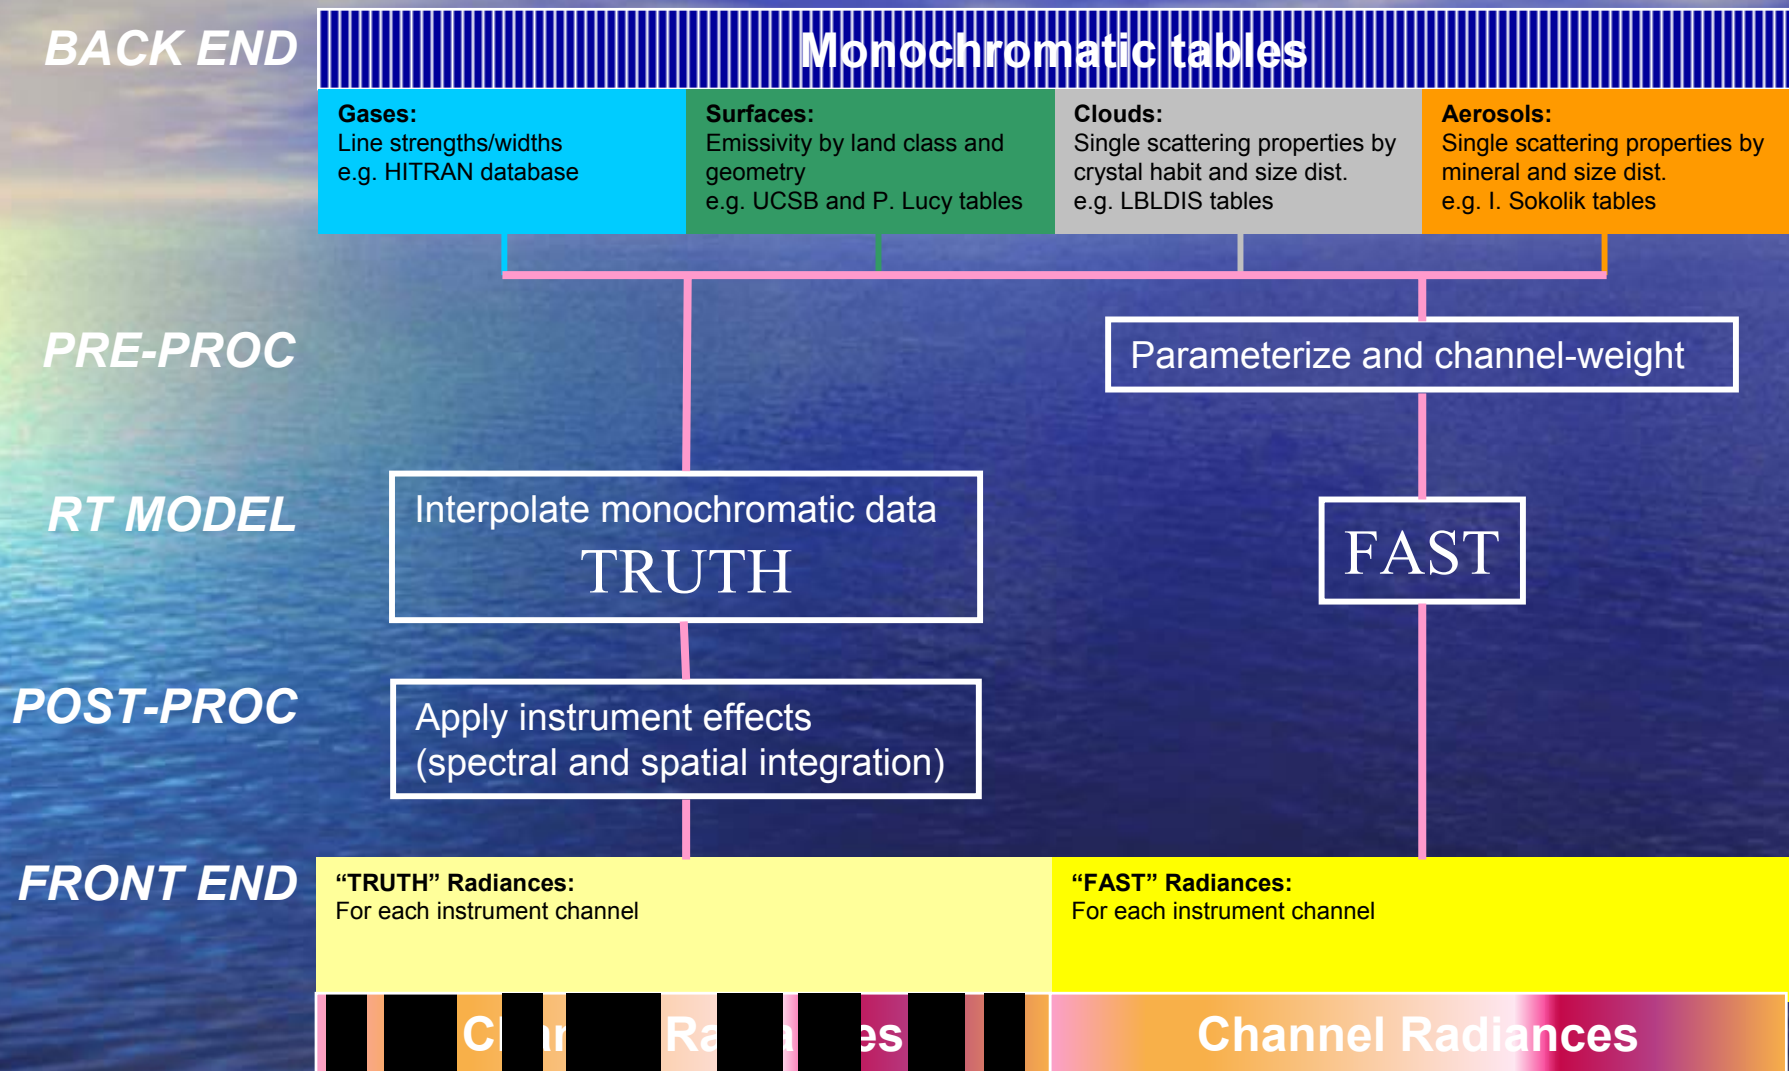 BACK END
Monochromatic tables
Gases:
Line strengths/widths
e.g. HITRAN database
Surfaces:
Emissivity by land class and
geometry
e.g. UCSB and P. Lucy tables
Clouds:
Single scattering properties by
crystal habit and size dist.
e.g. LBLDIS tables
Aerosols:
Single scattering properties by
mineral and size dist.
e.g. I. Sokolik tables
PRE-PROC
Parameterize and channel-weight
RT MODEL
Interpolate monochromatic data
TRUTH
FAST
POST-PROC
Apply instrument effects
(spectral and spatial integration)
FRONT END
“TRUTH” Radiances:
For each instrument channel
“FAST” Radiances:
For each instrument channel
Channel Radiances